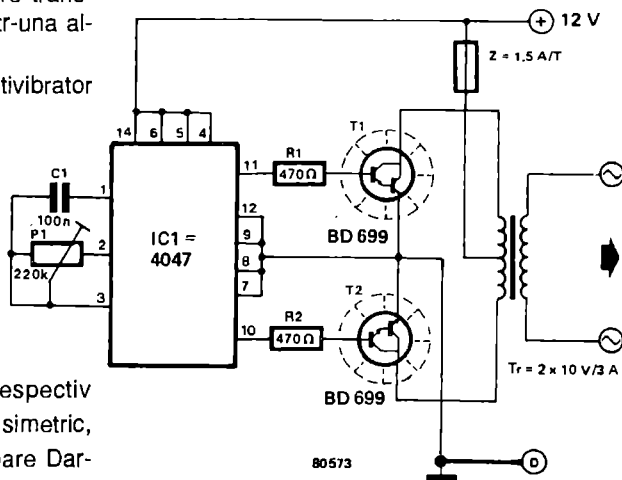 tr-una al-
tivibrator
12 V
Z = 1,5 A/T
14 6 5 4
T1
R1
11
470Ω
C1
1
12
100n
P1
IC1 =
4047
9
BD 699
2
8
220k
7
T2
3
R2
10
470Ω
Tr = 2 x 10 V/3 A
espectiv
BD 699
simetric,
are Dar-
80573